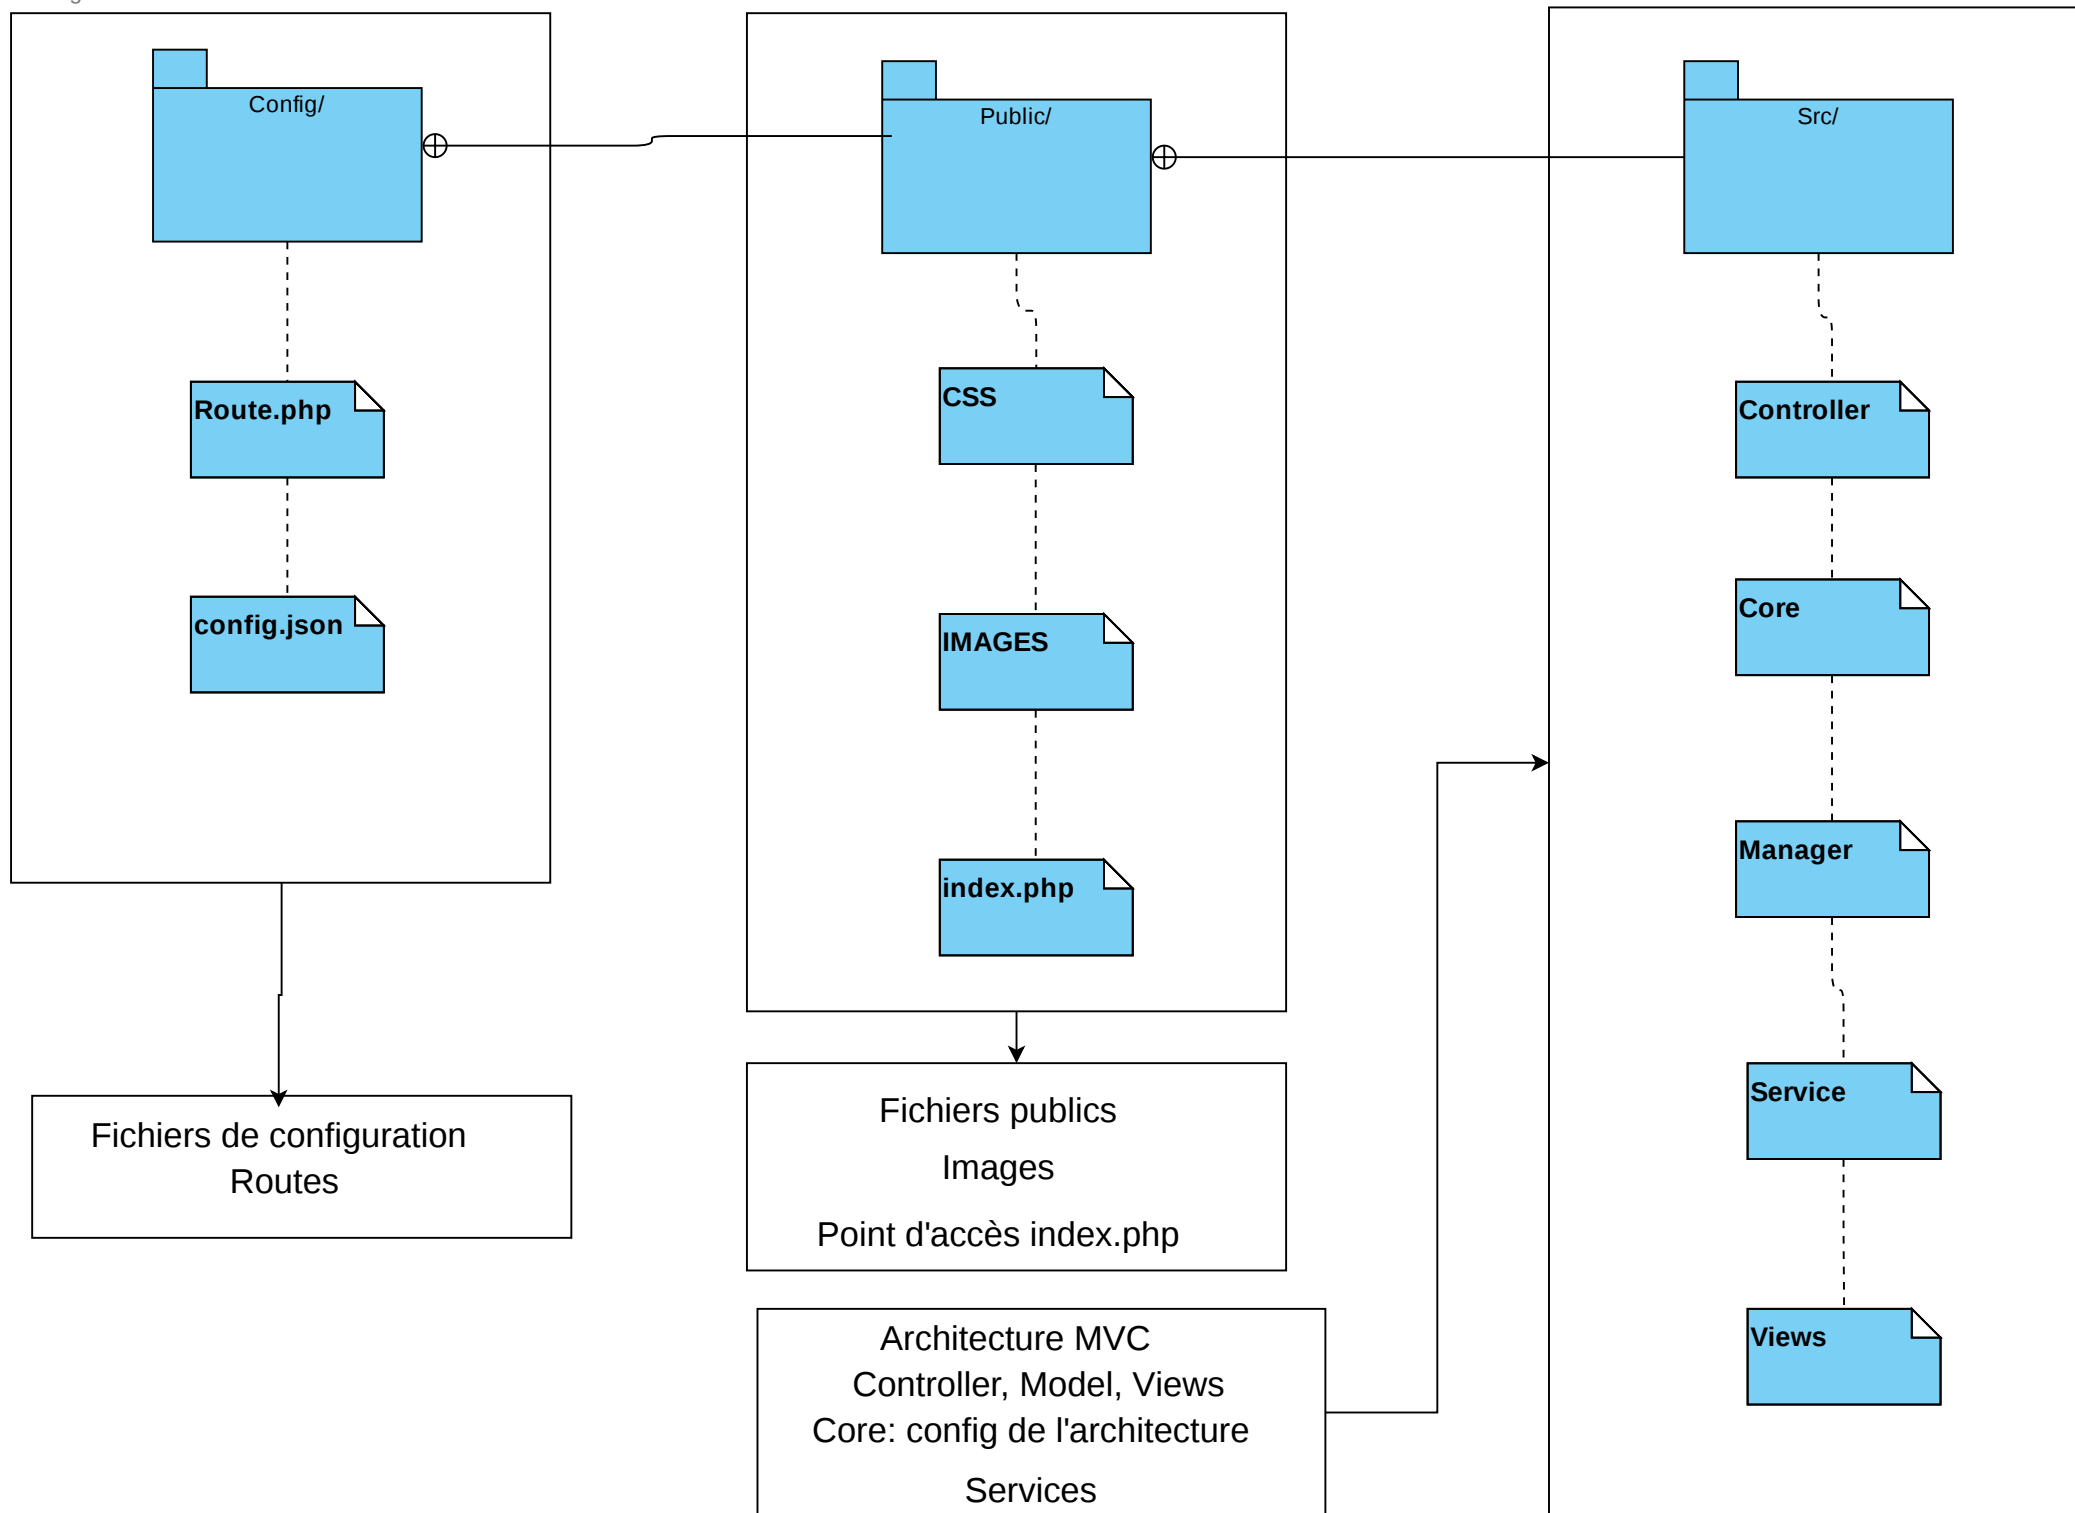 Config/
Route.php
config.json
Fichiers de configuration
Routes
Public/
CSS
IMAGES
index.php
Fichiers publics
Images
Point d'accès index.php
Architecture MVC
Controller, Model, Views
Core: config de l'architecture
Services
Src/
Controller
Core
Manager
Service
Views